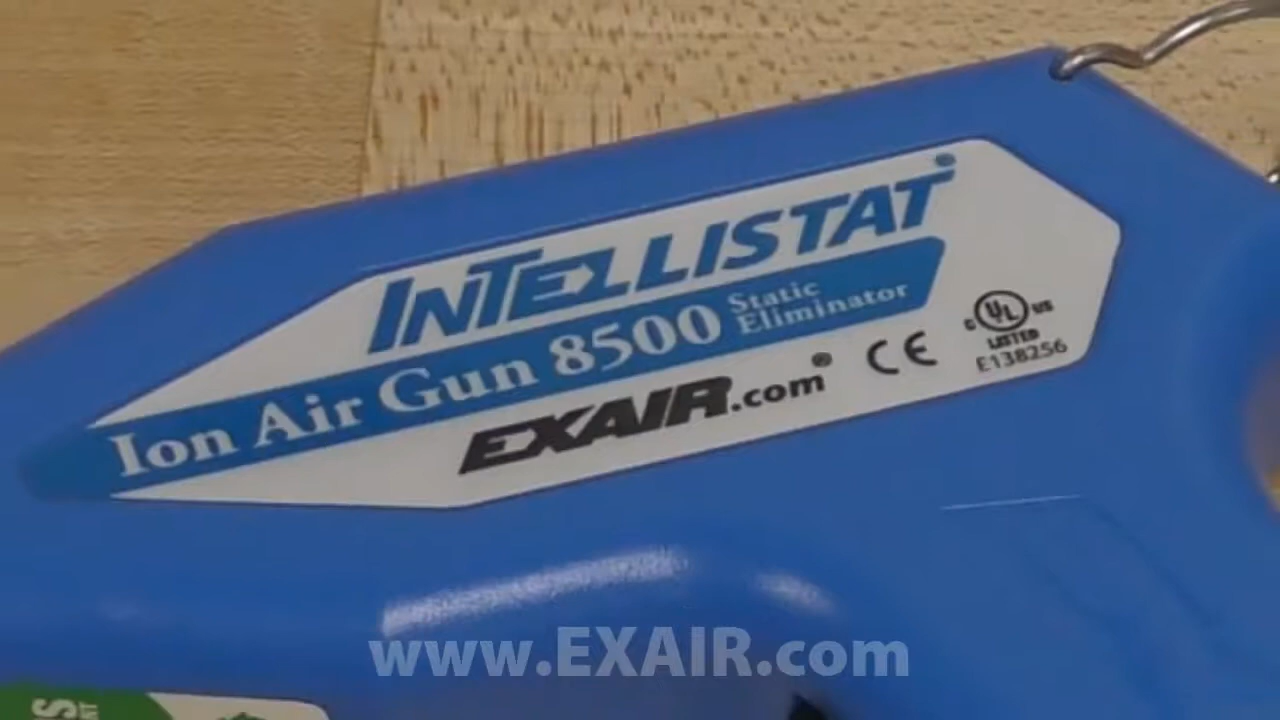 INTELLISTAT®
Ion Air Gun 8500 Static Eliminator
EXAIR.com®
CE
C UL US
LISTED
E138256
www.EXAIR.com